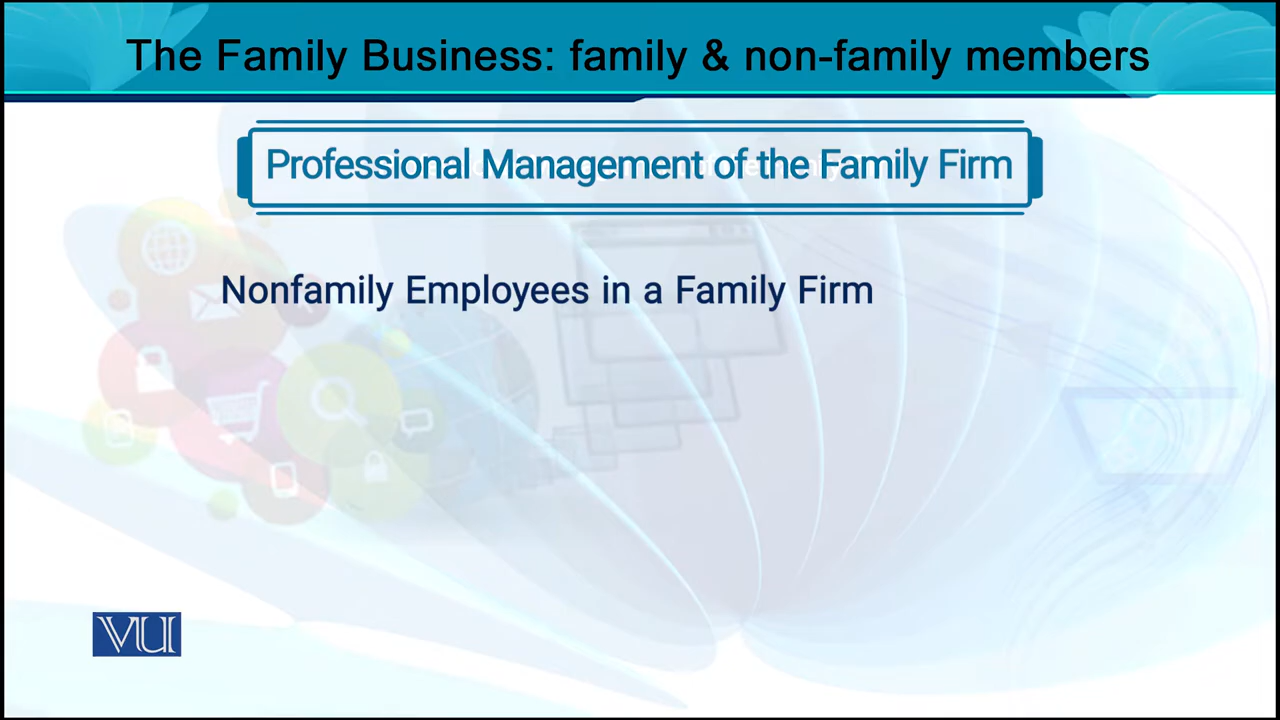 The Family Business: family & non-family members
Professional Management of the Family Firm
Nonfamily Employees in a Family Firm
VU